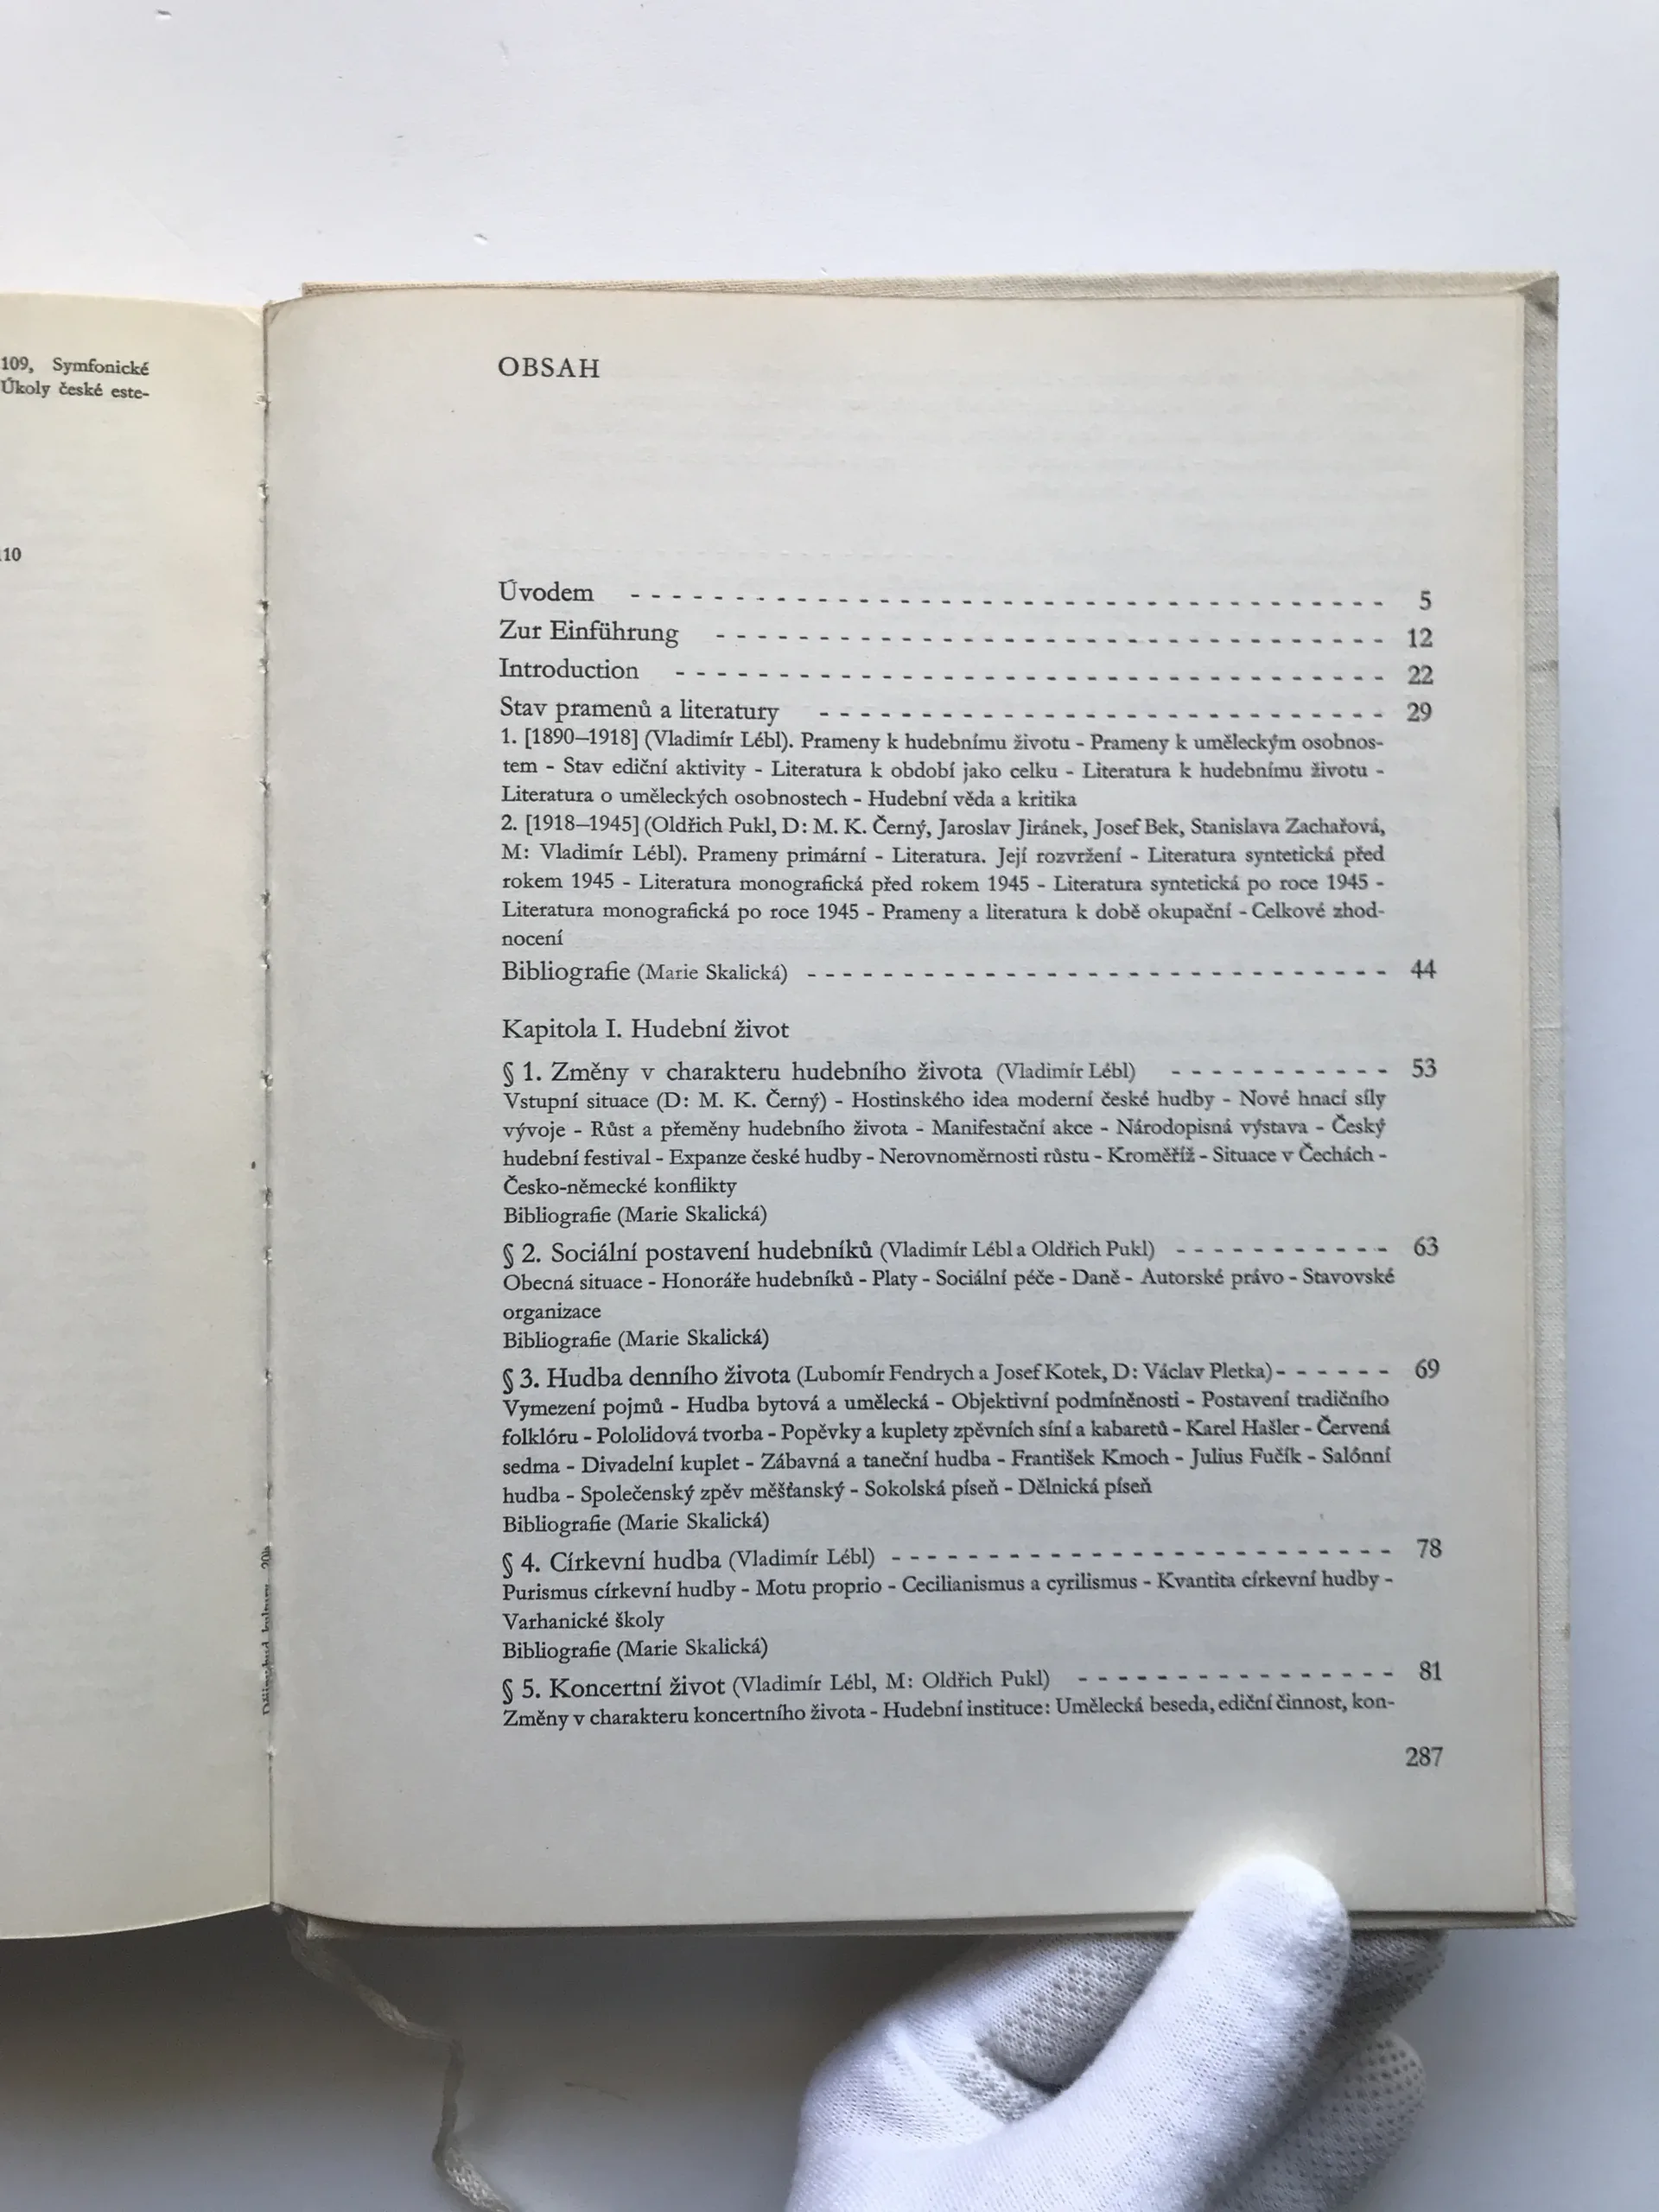 109, Symfonické
Úkoly české este-
110
OBSAH
Úvodem - - - - - - - - - - - - - - - - - - - - - - - - - - - - - - - - - - - - - 5
Zur Einführung - - - - - - - - - - - - - - - - - - - - - - - - - - - - - - - - - 12
Introduction - - - - - - - - - - - - - - - - - - - - - - - - - - - - - - - - - - - 22
Stav pramenů a literatury - - - - - - - - - - - - - - - - - - - - - - - - - - - - 29
1. [1890–1918] (Vladimír Lébl). Prameny k hudebnímu životu - Prameny k uměleckým osobnos-
tem - Stav ediční aktivity - Literatura k období jako celku - Literatura k hudebnímu životu -
Literatura o uměleckých osobnostech - Hudební věda a kritika
2. [1918–1945] (Oldřich Pukl, D: M. K. Černý, Jaroslav Jiránek, Josef Bek, Stanislava Zachařová,
M: Vladimír Lébl). Prameny primární - Literatura. Její rozvržení - Literatura syntetická před
rokem 1945 - Literatura monografická před rokem 1945 - Literatura syntetická po roce 1945 -
Literatura monografická po roce 1945 - Prameny a literatura k době okupační - Celkové zhod-
nocení
Bibliografie (Marie Skalická) - - - - - - - - - - - - - - - - - - - - - - - - - - - - 44
Kapitola I. Hudební život
§ 1. Změny v charakteru hudebního života (Vladimír Lébl) - - - - - - - - - - - 53
Vstupní situace (D: M. K. Černý) - Hostinského idea moderní české hudby - Nové hnací síly
vývoje - Růst a přeměny hudebního života - Manifestační akce - Národopisná výstava - Český
hudební festival - Expanze české hudby - Nerovnoměrnosti růstu - Kroměříž - Situace v Čechách -
Česko-německé konflikty
Bibliografie (Marie Skalická)
§ 2. Sociální postavení hudebníků (Vladimír Lébl a Oldřich Pukl) - - - - - - - - - - - 63
Obecná situace - Honoráře hudebníků - Platy - Sociální péče - Daně - Autorské právo - Stavovské
organizace
Bibliografie (Marie Skalická)
§ 3. Hudba denního života (Lubomír Fendrych a Josef Kotek, D: Václav Pletka) - - - - - - 69
Vymezení pojmů - Hudba bytová a umělecká - Objektivní podmíněnosti - Postavení tradičního
folklóru - Pololidová tvorba - Popěvky a kuplety zpěvních síní a kabaretů - Karel Hašler - Červená
sedma - Divadelní kuplet - Zábavná a taneční hudba - František Kmoch - Julius Fučík - Salónní
hudba - Společenský zpěv měšťanský - Sokolská píseň - Dělnická píseň
Bibliografie (Marie Skalická)
§ 4. Církevní hudba (Vladimír Lébl) - - - - - - - - - - - - - - - - - - - - - - - - - - 78
Purismus církevní hudby - Motu proprio - Cecilianismus a cyrilismus - Kvantita církevní hudby -
Varhanické školy
Bibliografie (Marie Skalická)
§ 5. Koncertní život (Vladimír Lébl, M: Oldřich Pukl) - - - - - - - - - - - - - - - - 81
Změny v charakteru koncertního života - Hudební instituce: Umělecká beseda, ediční činnost, kon-
287